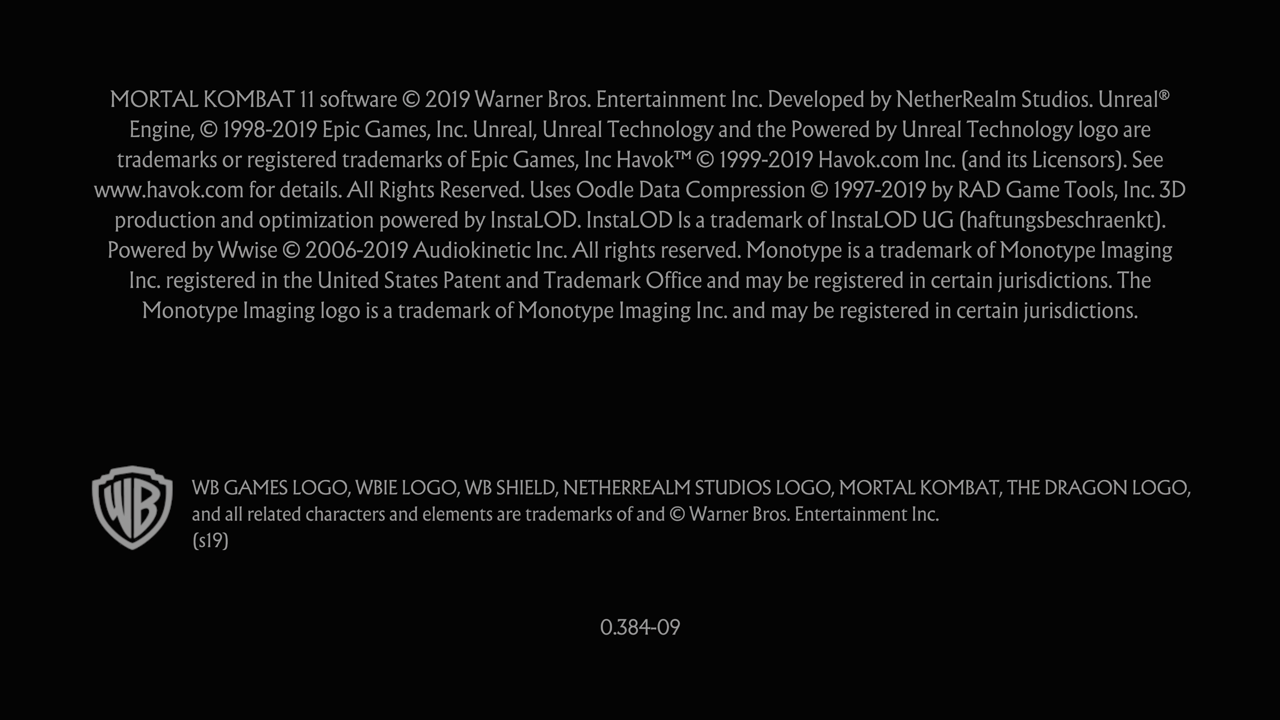 MORTAL KOMBAT 11 software © 2019 Warner Bros. Entertainment Inc. Developed by NetherRealm Studios. Unreal®
Engine, © 1998-2019 Epic Games, Inc. Unreal, Unreal Technology and the Powered by Unreal Technology logo are
trademarks or registered trademarks of Epic Games, Inc Havok™ © 1999-2019 Havok.com Inc. (and its Licensors). See
www.havok.com for details. All Rights Reserved. Uses Oodle Data Compression © 1997-2019 by RAD Game Tools, Inc. 3D
production and optimization powered by InstaLOD. InstaLOD Is a trademark of InstaLOD UG (haftungsbeschraenkt).
Powered by Wwise © 2006-2019 Audiokinetic Inc. All rights reserved. Monotype is a trademark of Monotype Imaging
Inc. registered in the United States Patent and Trademark Office and may be registered in certain jurisdictions. The
Monotype Imaging logo is a trademark of Monotype Imaging Inc. and may be registered in certain jurisdictions.
WB
WB GAMES LOGO, WBIE LOGO, WB SHIELD, NETHERREALM STUDIOS LOGO, MORTAL KOMBAT, THE DRAGON LOGO,
and all related characters and elements are trademarks of and © Warner Bros. Entertainment Inc.
(s19)
0.384-09